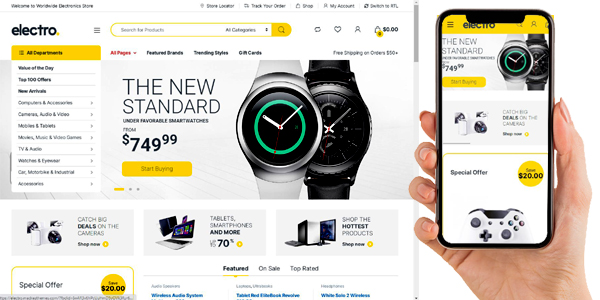 Welcome to Worldwide Electronics Store
Store Locator
Track Your Order
Shop
My Account
Switch to RTL
electro.
Search for Products
All Categories
$0.00
All Departments
All Pages
Featured Brands
Trending Styles
Gift Cards
Free Shipping on Orders $50+
Value of the Day
Top 100 Offers
New Arrivals
Computers & Accessories
Cameras, Audio & Video
Mobiles & Tablets
Movies, Music & Video Games
TV & Audio
Watches & Eyewear
Car, Motorbike & Industrial
Accessories
THE NEW
STANDARD
UNDER FAVORABLE SMARTWATCHES
FROM
$74999
Start Buying
CATCH BIG
DEALS ON THE
CAMERAS
Shop now
TABLETS,
SMARTPHONES
AND MORE
70%
SHOP THE
HOTTEST
PRODUCTS
Shop now
Special Offer
Save
$20.00
Featured
On Sale
Top Rated
Audio Speakers
Laptops, Ultrabooks
Headphones
Wireless Audio System
Tablet Red EliteBook Revolve
White Solo 2 Wireless
electro.
STANDARD
UNDER FAVORABLE SMARTWATCHES
FROM
$74999
Start Buying
CATCH BIG
DEALS ON THE
CAMERAS
Shop now
Special Offer
Save
$20.00